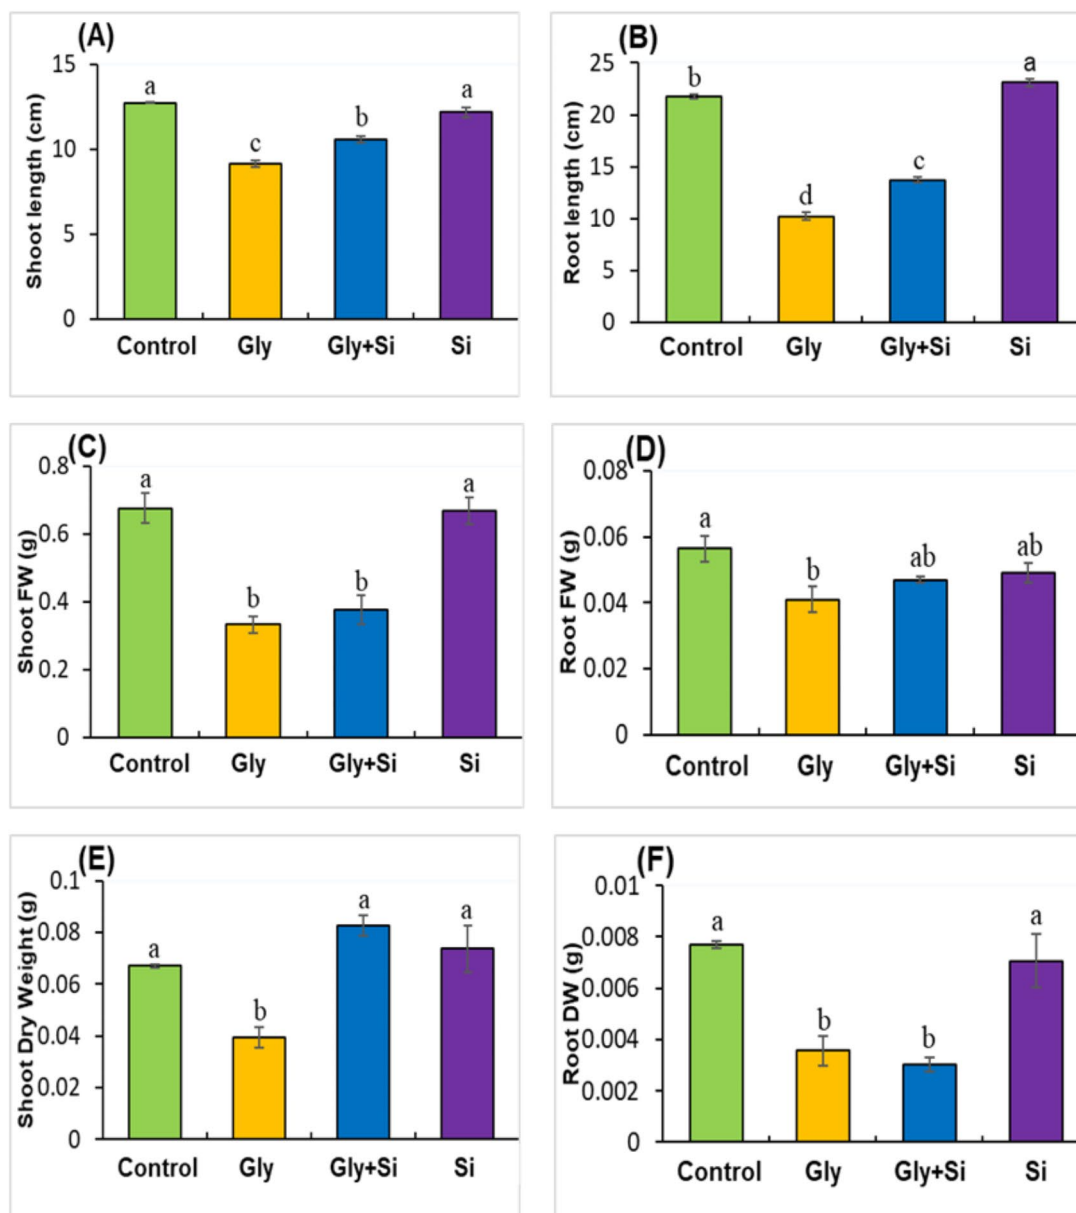 (A)
Shoot length (cm)
15
10
5
0
a
c
b
a
Control Gly Gly+Si Si
(B)
Root length (cm)
25
20
15
10
5
0
b
d
c
a
Control Gly Gly+Si Si
(C)
Shoot FW (g)
0.8
0.6
0.4
0.2
0
a
b
b
a
Control Gly Gly+Si Si
(D)
Root FW (g)
0.08
0.06
0.04
0.02
0
a
b
ab
ab
Control Gly Gly+Si Si
(E)
Shoot Dry Weight (g)
0.1
0.08
0.06
0.04
0.02
0
a
b
a
a
Control Gly Gly+Si Si
(F)
Root DW (g)
0.01
0.008
0.006
0.004
0.002
0
a
b
b
a
Control Gly Gly+Si Si